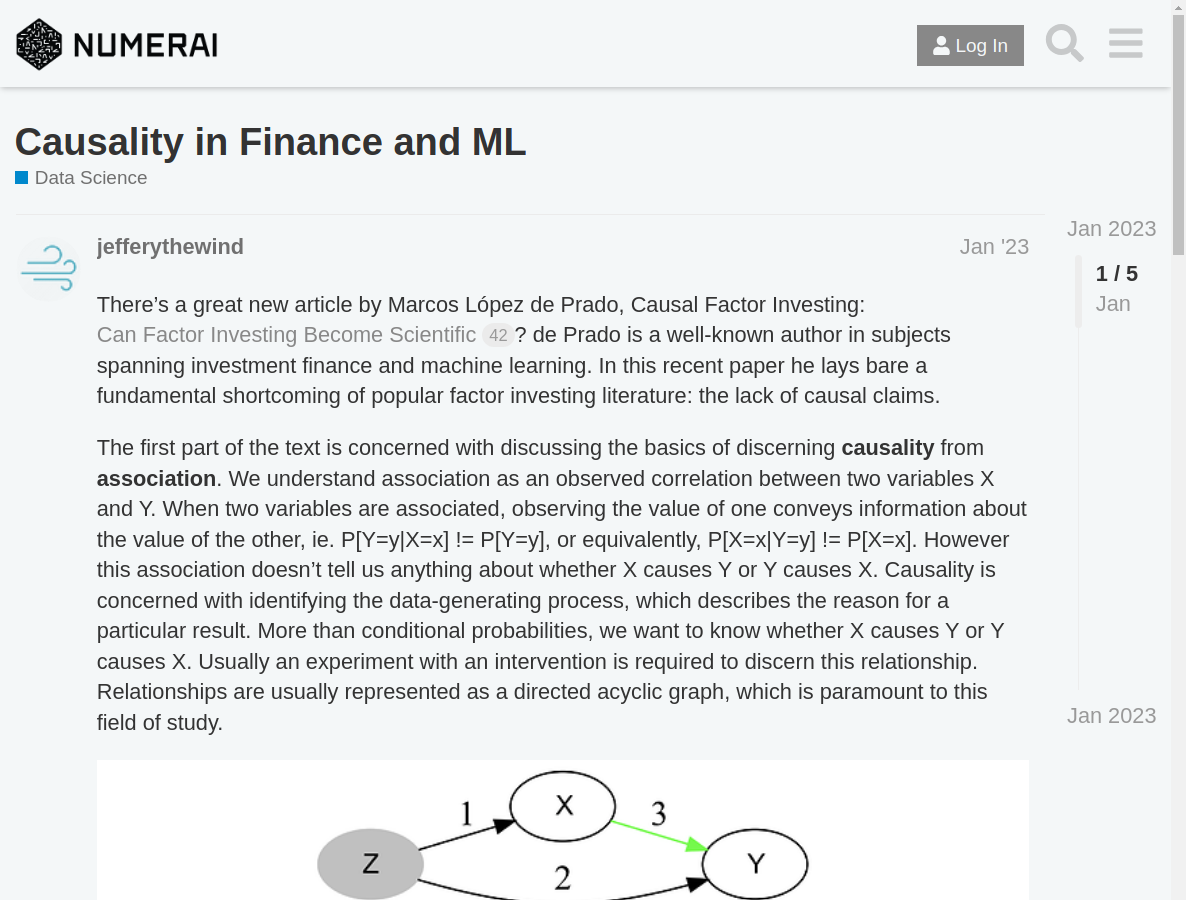 NUMERAI
Log In
Causality in Finance and ML
Data Science
jefferythewind
Jan '23
There’s a great new article by Marcos López de Prado, Causal Factor Investing:
Can Factor Investing Become Scientific 42? de Prado is a well-known author in subjects
spanning investment finance and machine learning. In this recent paper he lays bare a
fundamental shortcoming of popular factor investing literature: the lack of causal claims.
The first part of the text is concerned with discussing the basics of discerning causality from
association. We understand association as an observed correlation between two variables X
and Y. When two variables are associated, observing the value of one conveys information about
the value of the other, ie. P[Y=y|X=x] != P[Y=y], or equivalently, P[X=x|Y=y] != P[X=x]. However
this association doesn’t tell us anything about whether X causes Y or Y causes X. Causality is
concerned with identifying the data-generating process, which describes the reason for a
particular result. More than conditional probabilities, we want to know whether X causes Y or Y
causes X. Usually an experiment with an intervention is required to discern this relationship.
Relationships are usually represented as a directed acyclic graph, which is paramount to this
field of study.
1
X
3
Z
2
Y
Jan 2023
1 / 5
Jan
Jan 2023